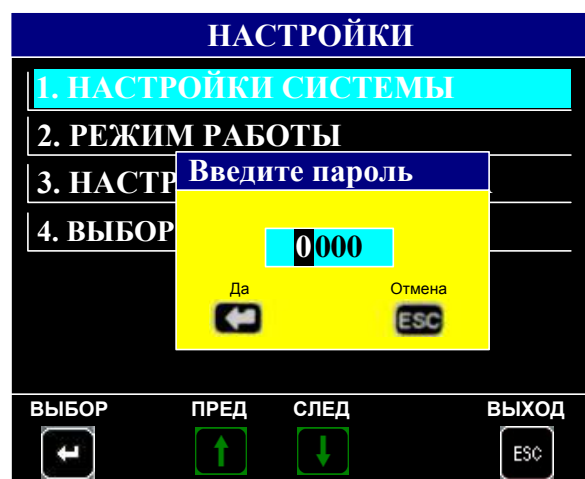 НАСТРОЙКИ
1. НАСТРОЙКИ СИСТЕМЫ
2. РЕЖИМ РАБОТЫ
3. НАСТР
4. ВЫБОР
Введите пароль
0000
Да Отмена
ESC
ВЫБОР ПРЕД СЛЕД ВЫХОД
ESC